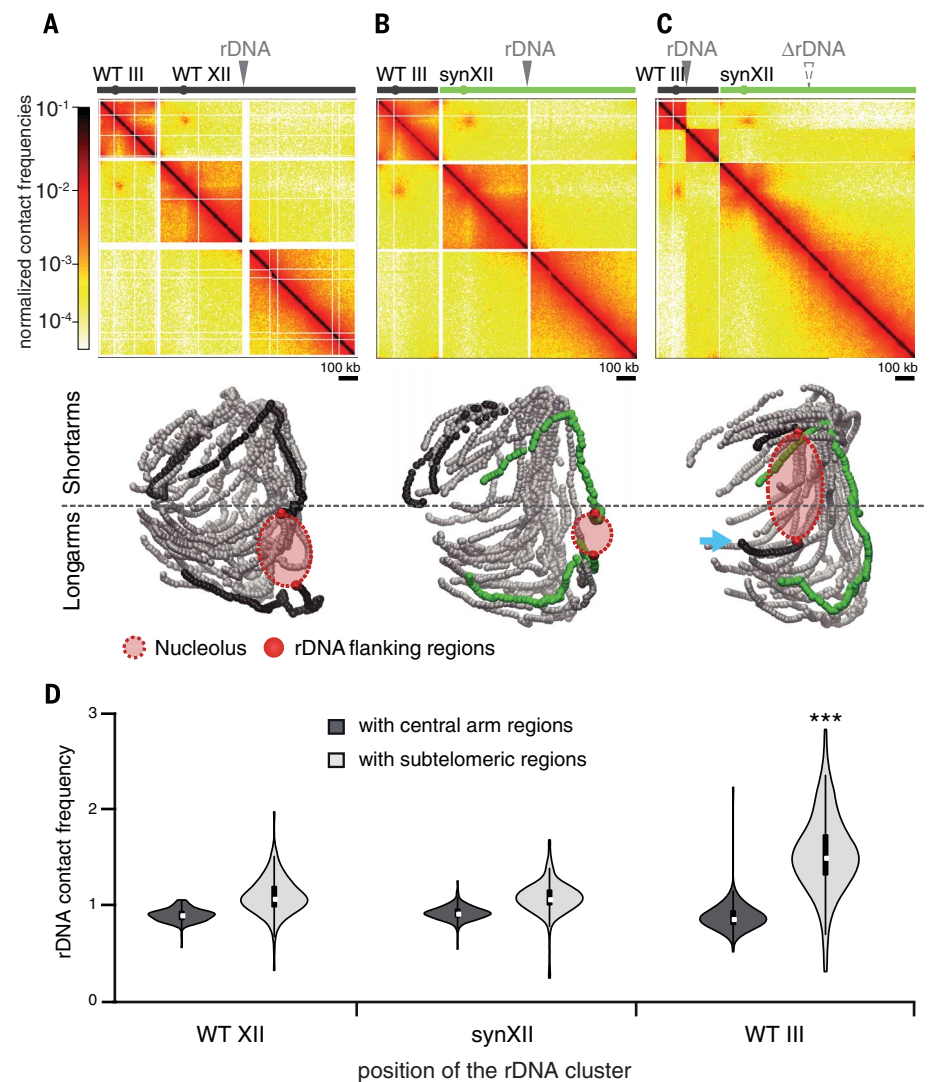 A
B
C
rDNA
rDNA
rDNA
ΔrDNA
WT III
WT XII
WT III
synXII
WT III
synXII
normalized contact frequencies
10-1
10-2
10-3
10-4
100 kb
100 kb
100 kb
Shortarms
Longarms
Nucleolus
rDNA flanking regions
D
rDNA contact frequency
3
2
1
0
with central arm regions
with subtelomeric regions
***
WT XII
synXII
WT III
position of the rDNA cluster